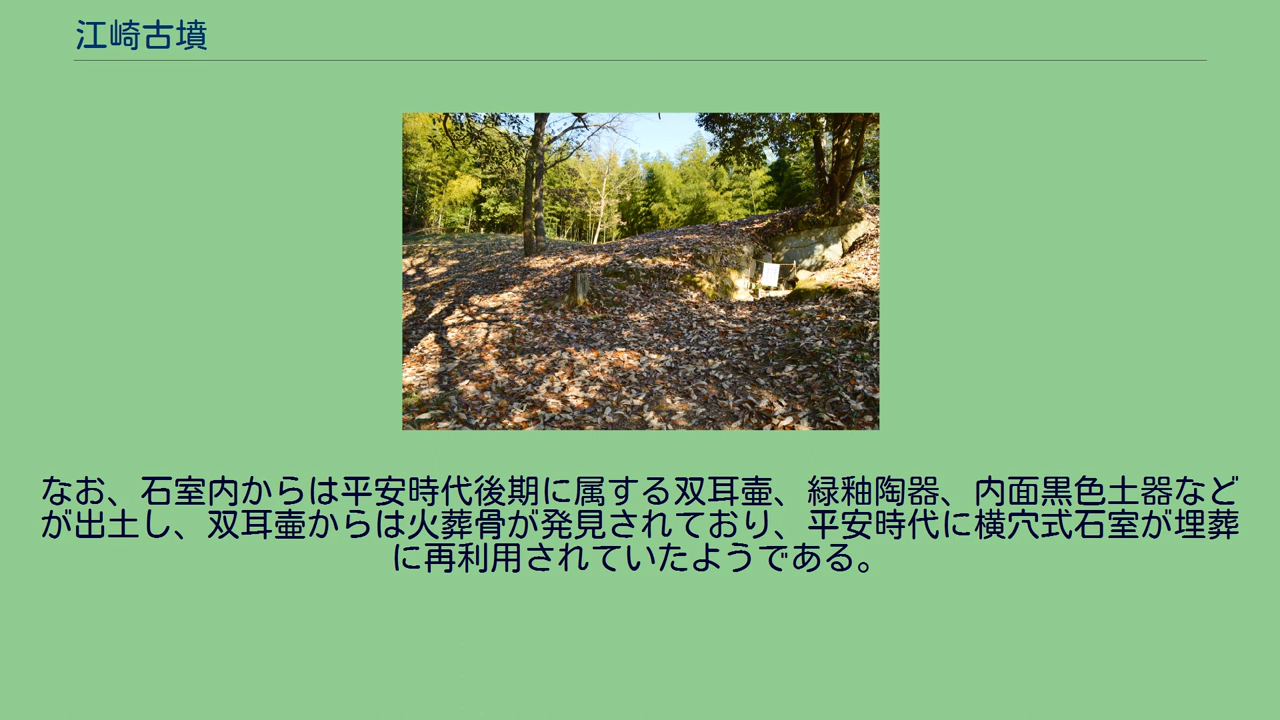 江崎古墳
なお、石室内からは平安時代後期に属する双耳壷、緑釉陶器、内面黒色土器など
が出土し、双耳壷からは火葬骨が発見されており、平安時代に横穴式石室が埋葬
に再利用されていたようである。